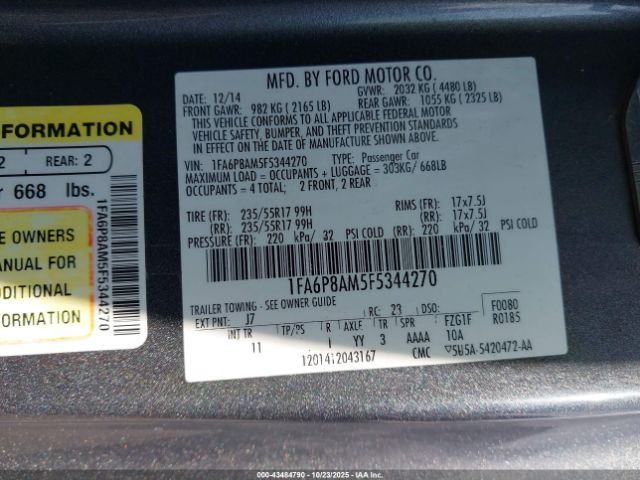 FORMATION
2 REAR: 2
r 668 lbs.
E OWNERS
ANUAL FOR
DDITIONAL
FORMATION
1FA6P8AM5F5344270
MFD. BY FORD MOTOR CO.
12/14 GVWR: 2032 KG ( 4480 LB)
FRONT GAWR: 982 KG ( 2165 LB) REAR GAWR: 1055 KG ( 2325 LB)
THIS VEHICLE CONFORMS TO ALL APPLICABLE FEDERAL MOTOR
VEHICLE SAFETY, BUMPER, AND THEFT PREVENTION STANDARDS IN
EFFECT ON THE DATE OF MANUFACTURE SHOWN ABOVE.
VIN: 1FA6P8AM5F5344270 TYPE: Passenger Car
MAXIMUM LOAD = OCCUPANTS + LUGGAGE = 303KG/ 668LB
OCCUPANTS = 4 TOTAL; 2 FRONT, 2 REAR
TIRE (FR): 235/55R17 99H RIMS (FR): 17x7.5J
(RR): 235/55R17 99H (RR): 17x7.5J
PRESSURE (FR): 220 kPa/ 32 PSI COLD (RR): 220 kPa/ 32 PSI COLD
1FA6P8AM5F5344270
TRAILER TOWING - SEE OWNER GUIDE
EXT PNT: J7 RC: 23 DSO: F0080
INT TR TP/PS R AXLE TR SPR FZG1F R0185
11 I YY 3 AAAA 10A
1201412043167 CMC 5U5A-5420472-AA
000-43484790 - 10/23/2025 - IAAI Branch